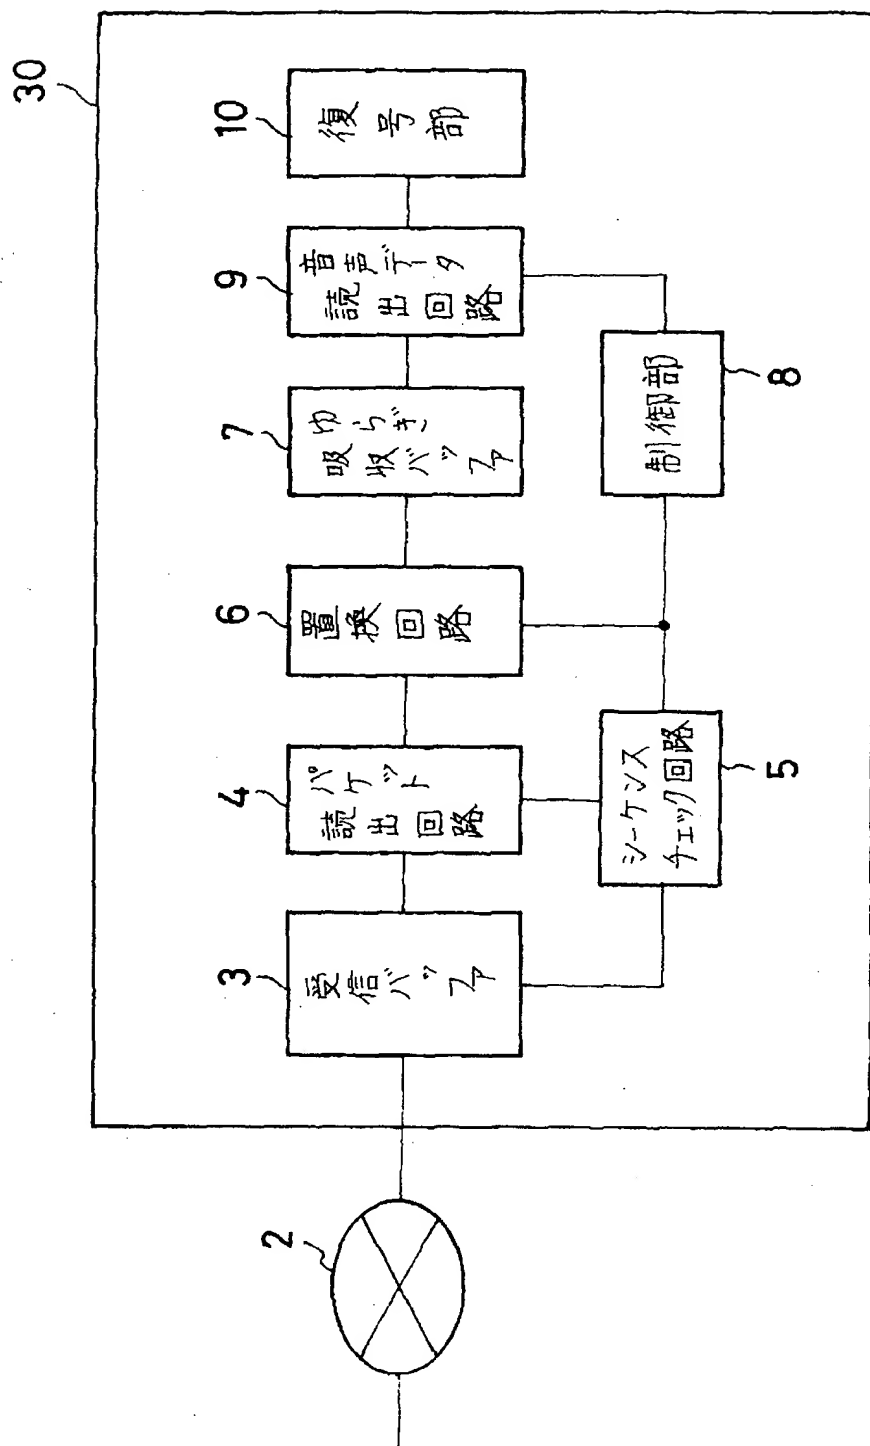 30
2
3
受信バッファ
4
パケット
読出回路
5
シーケンス
チェック回路
6
置換回路
7
ゆらぎ
吸収バッファ
8
制御部
9
音声データ
読出回路
10
復号部